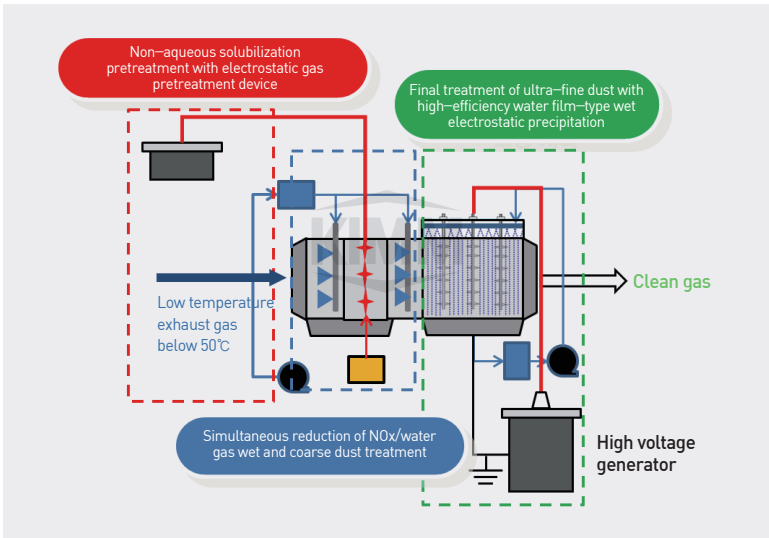 Non-aqueous solubilization
pretreatment with electrostatic gas
pretreatment device
Final treatment of ultra-fine dust with
high-efficiency water film-type wet
electrostatic precipitation
Low temperature
exhaust gas
below 50℃
Clean gas
Simultaneous reduction of NOx/water
gas wet and coarse dust treatment
High voltage
generator